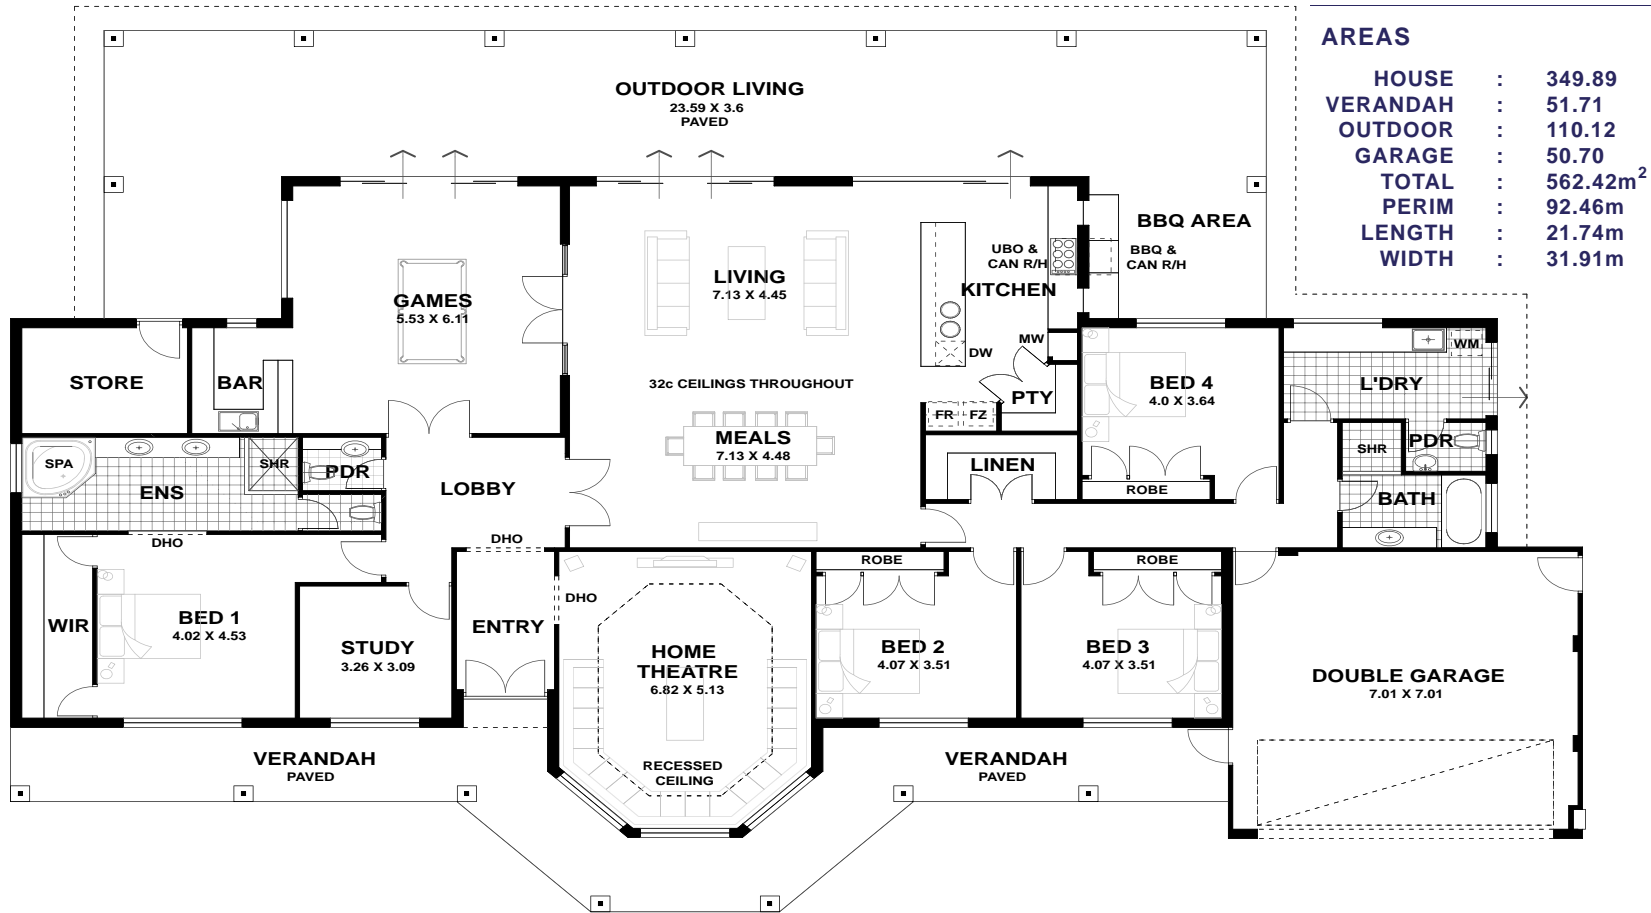 AREAS
HOUSE : 349.89
VERANDAH : 51.71
OUTDOOR : 110.12
GARAGE : 50.70
TOTAL : 562.42m²
PERIM : 92.46m
LENGTH : 21.74m
WIDTH : 31.91m
OUTDOOR LIVING
23.59 X 3.6
PAVED
BBQ AREA
BBQ &
CAN R/H
UBO &
CAN R/H
KITCHEN
LIVING
7.13 X 4.45
GAMES
5.53 X 6.11
STORE
BAR
32c CEILINGS THROUGHOUT
DW
MW
PTY
FR
FZ
BED 4
4.0 X 3.64
WM
L'DRY
MEALS
7.13 X 4.48
SPA
ENS
SHR
PDR
LOBBY
LINEN
ROBE
SHR
PDR
BATH
DHO
DHO
WIR
BED 1
4.02 X 4.53
STUDY
3.26 X 3.09
ENTRY
DHO
HOME
THEATRE
6.82 X 5.13
RECESSED
CEILING
ROBE
BED 2
4.07 X 3.51
ROBE
BED 3
4.07 X 3.51
DOUBLE GARAGE
7.01 X 7.01
VERANDAH
PAVED
VERANDAH
PAVED